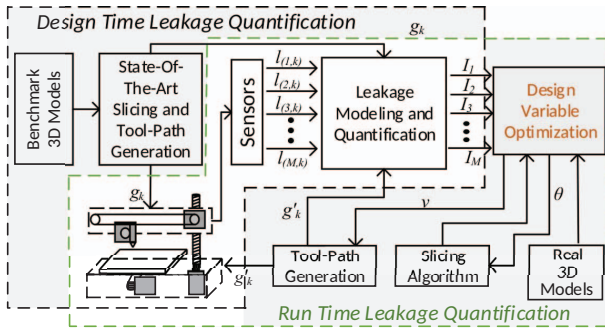 Design Time Leakage Quantification
g_k
Benchmark
3D Models
State-Of-
The-Art
Slicing and
Tool-Path
Generation
Sensors
l_(1,k)
l_(2,k)
l_(3,k)
l_(M,k)
Leakage
Modeling and
Quantification
I_1
I_2
I_3
I_M
Design
Variable
Optimization
g_k
g'_k
v
θ
g'_k
Tool-Path
Generation
Slicing
Algorithm
Real
3D
Models
Run Time Leakage Quantification